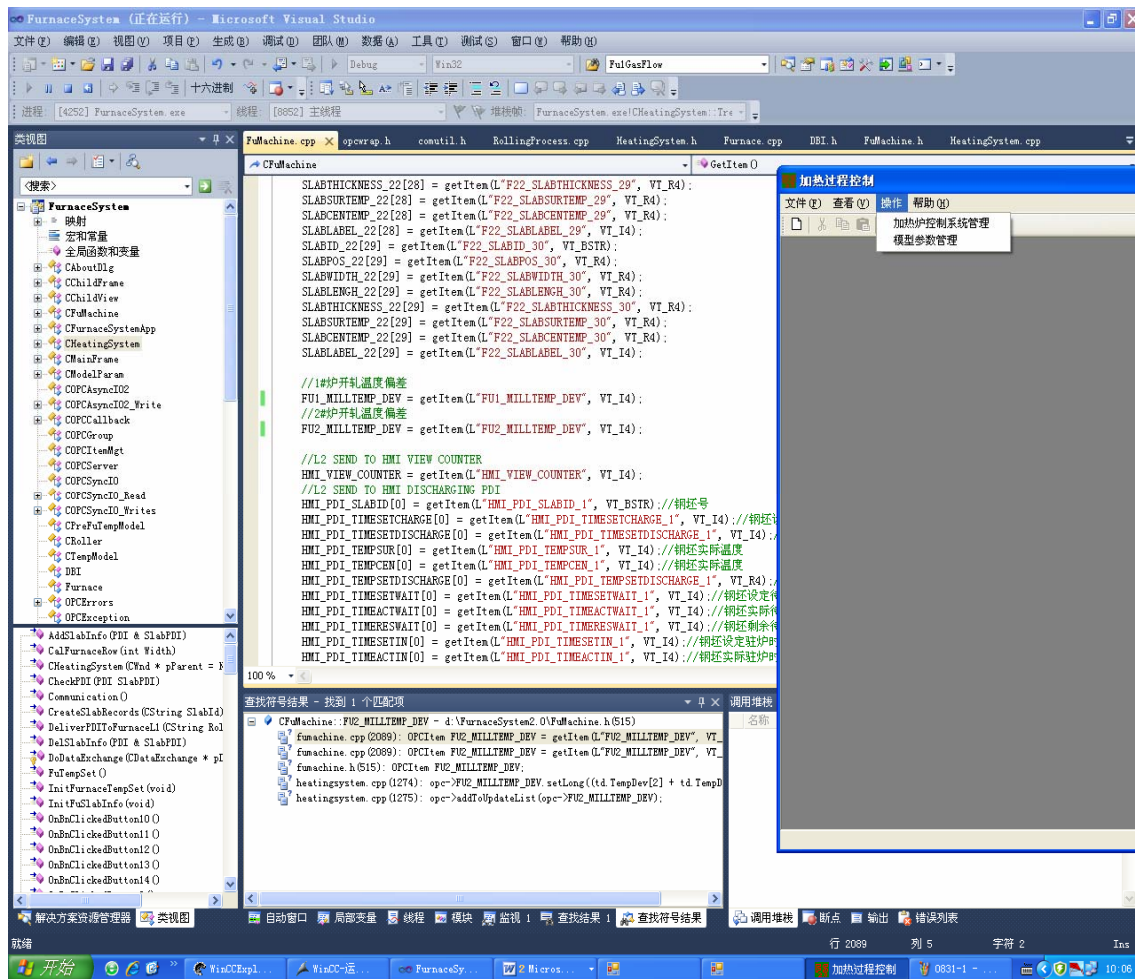 FurnaceSystem (正在运行) - Microsoft Visual Studio
文件(F) 编辑(E) 视图(V) 项目(P) 生成(B) 调试(D) 团队(M) 数据(A) 工具(T) 测试(S) 窗口(W) 帮助(H)
Debug Win32 FulGasFlow
十六进制
进程: [4252] FurnaceSystem.exe 线程: [8852] 主线程 堆栈帧: FurnaceSystem.exe!CHeatingSystem::Tre
类视图
<搜索>
FurnaceSystem
映射
宏和常量
全局函数和变量
CAboutDlg
CChildFrame
CChildView
CFuMachine
CFurnaceSystemApp
CHeatingSystem
CMainFrame
CModelParam
COPCAsyncIO2
COPCAsyncIO2_Write
COPCCallback
COPCGroup
COPCItemMgt
COPCServer
COPCSyncIO
COPCSyncIO_Read
COPCSyncIO_Writes
CPreFuTempModel
CRoller
CTempModel
DBI
Furnace
OPCErrors
OPCException
AddSlabInfo(PDI & SlabPDI)
CalFurnaceRow(int Width)
CHeatingSystem(CWnd * pParent = N
CheckPDI(PDI SlabPDI)
Communication()
CreateSlabRecords(CString SlabId)
DeliverPDIToFurnaceL1(CString Rol
DelSlabInfo(PDI & SlabPDI)
DoDataExchange(CDataExchange * pD
FuTempSet()
InitFurnaceTempSet(void)
InitFuSlabInfo(void)
OnBnClickedButton10()
OnBnClickedButton11()
OnBnClickedButton12()
OnBnClickedButton13()
OnBnClickedButton14()
解决方案资源管理器 类视图
FuMachine.cpp opcwrap.h comutil.h RollingProcess.cpp HeatingSystem.h Furnace.cpp DBI.h FuMachine.h HeatingSystem.cpp
CFuMachine GetItem()
SLABTHICKNESS_22[28] = getItem(L"F22_SLABTHICKNESS_29", VT_R4);
SLABSURTEMP_22[28] = getItem(L"F22_SLABSURTEMP_29", VT_R4);
SLABCENTEMP_22[28] = getItem(L"F22_SLABCENTEMP_29", VT_R4);
SLABLABEL_22[28] = getItem(L"F22_SLABLABEL_29", VT_I4);
SLABID_22[29] = getItem(L"F22_SLABID_30", VT_BSTR);
SLABPOS_22[29] = getItem(L"F22_SLABPOS_30", VT_R4);
SLABWIDTH_22[29] = getItem(L"F22_SLABWIDTH_30", VT_R4);
SLABLENGH_22[29] = getItem(L"F22_SLABLENGH_30", VT_R4);
SLABTHICKNESS_22[29] = getItem(L"F22_SLABTHICKNESS_30", VT_R4);
SLABSURTEMP_22[29] = getItem(L"F22_SLABSURTEMP_30", VT_R4);
SLABCENTEMP_22[29] = getItem(L"F22_SLABCENTEMP_30", VT_R4);
SLABLABEL_22[29] = getItem(L"F22_SLABLABEL_30", VT_I4);
//1#炉开轧温度偏差
FU1_MILLTEMP_DEV = getItem(L"FU1_MILLTEMP_DEV", VT_I4);
//2#炉开轧温度偏差
FU2_MILLTEMP_DEV = getItem(L"FU2_MILLTEMP_DEV", VT_I4);
//L2 SEND TO HMI VIEW COUNTER
HMI_VIEW_COUNTER = getItem(L"HMI_VIEW_COUNTER", VT_I4);
//L2 SEND TO HMI DISCHARGING PDI
HMI_PDI_SLABID[0] = getItem(L"HMI_PDI_SLABID_1", VT_BSTR);//钢坯号
HMI_PDI_TIMESETCHARGE[0] = getItem(L"HMI_PDI_TIMESETCHARGE_1", VT_I4);//钢坯
HMI_PDI_TIMESETDISCHARGE[0] = getItem(L"HMI_PDI_TIMESETDISCHARGE_1", VT_I4);/
HMI_PDI_TEMPSUR[0] = getItem(L"HMI_PDI_TEMPSUR_1", VT_I4);//钢坯实际温度
HMI_PDI_TEMPCEN[0] = getItem(L"HMI_PDI_TEMPCEN_1", VT_I4);//钢坯实际温度
HMI_PDI_TEMPSETDISCHARGE[0] = getItem(L"HMI_PDI_TEMPSETDISCHARGE_1", VT_R4);/
HMI_PDI_TIMESETWAIT[0] = getItem(L"HMI_PDI_TIMESETWAIT_1", VT_I4);//钢坯设定待
HMI_PDI_TIMEACTWAIT[0] = getItem(L"HMI_PDI_TIMEACTWAIT_1", VT_I4);//钢坯实际待
HMI_PDI_TIMERESWAIT[0] = getItem(L"HMI_PDI_TIMERESWAIT_1", VT_I4);//钢坯剩余待
HMI_PDI_TIMESETIN[0] = getItem(L"HMI_PDI_TIMESETIN_1", VT_I4);//钢坯设定驻炉时
HMI_PDI_TIMEACTIN[0] = getItem(L"HMI_PDI_TIMEACTIN_1", VT_I4);//钢坯实际驻炉时
100 %
加热过程控制
文件(F) 查看(V) 操作 帮助(H)
加热炉控制系统管理
模型参数管理
查找符号结果 - 找到 1 个匹配项
CFuMachine::FU2_MILLTEMP_DEV - d:\FurnaceSystem2.0\FuMachine.h(515)
fumachine.cpp(2089): OPCItem FU2_MILLTEMP_DEV = getItem(L"FU2_MILLTEMP_DEV", VT_
fumachine.cpp(2089): OPCItem FU2_MILLTEMP_DEV = getItem(L"FU2_MILLTEMP_DEV", VT_
fumachine.h(515): OPCItem FU2_MILLTEMP_DEV;
heatingsystem.cpp(1274): opc->FU2_MILLTEMP_DEV.setLong((td.TempDev[2] + td.TempD
heatingsystem.cpp(1275): opc->addToUpdateList(opc->FU2_MILLTEMP_DEV);
调用堆栈
名称
自动窗口 局部变量 线程 模块 监视 1 查找结果 1 查找符号结果
调用堆栈 断点 输出 错误列表
就绪 行 2089 列 5 字符 2 Ins
开始 WinCCExpl... WinCC-运... FurnaceSy... 2 Micros... 加热过程控制 0831-1 - ... 10:08